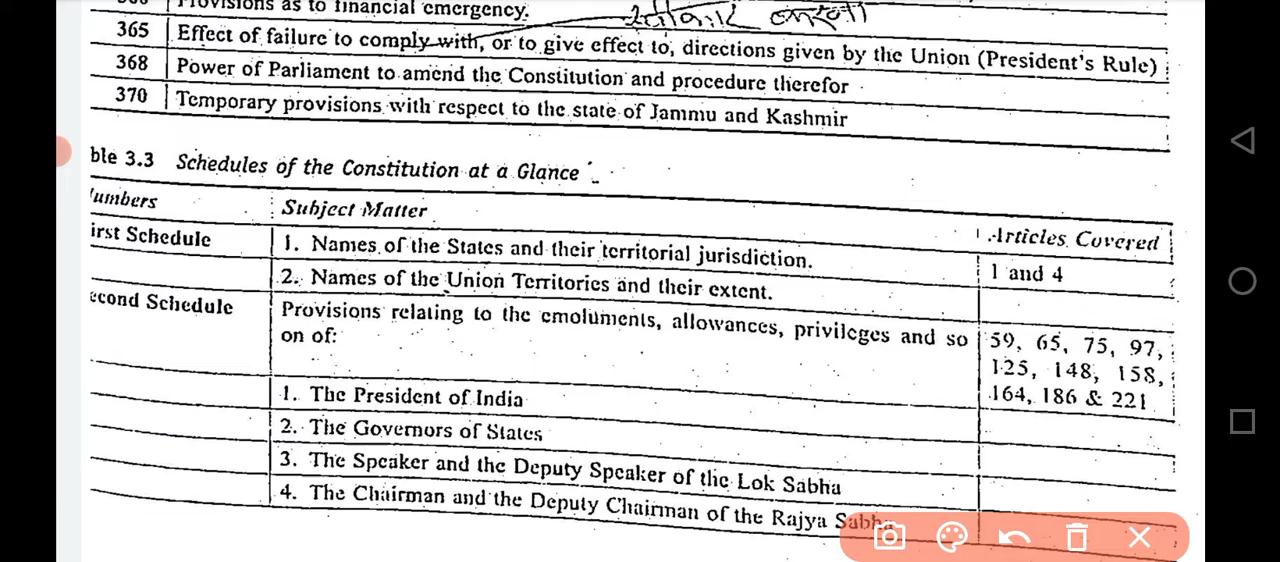 Provisions as to financial emergency.
365 Effect of failure to comply with, or to give effect to, directions given by the Union (President's Rule)
368 Power of Parliament to amend the Constitution and procedure therefor
370 Temporary provisions with respect to the state of Jammu and Kashmir
ble 3.3 Schedules of the Constitution at a Glance
umbers Subject Matter Articles Covered
irst Schedule 1. Names of the States and their territorial jurisdiction. 1 and 4
2. Names of the Union Territories and their extent.
econd Schedule Provisions relating to the emoluments, allowances, privileges and so 59, 65, 75, 97,
on of: 125, 148, 158,
164, 186 & 221
1. The President of India
2. The Governors of States
3. The Speaker and the Deputy Speaker of the Lok Sabha
4. The Chairman and the Deputy Chairman of the Rajya Sabha